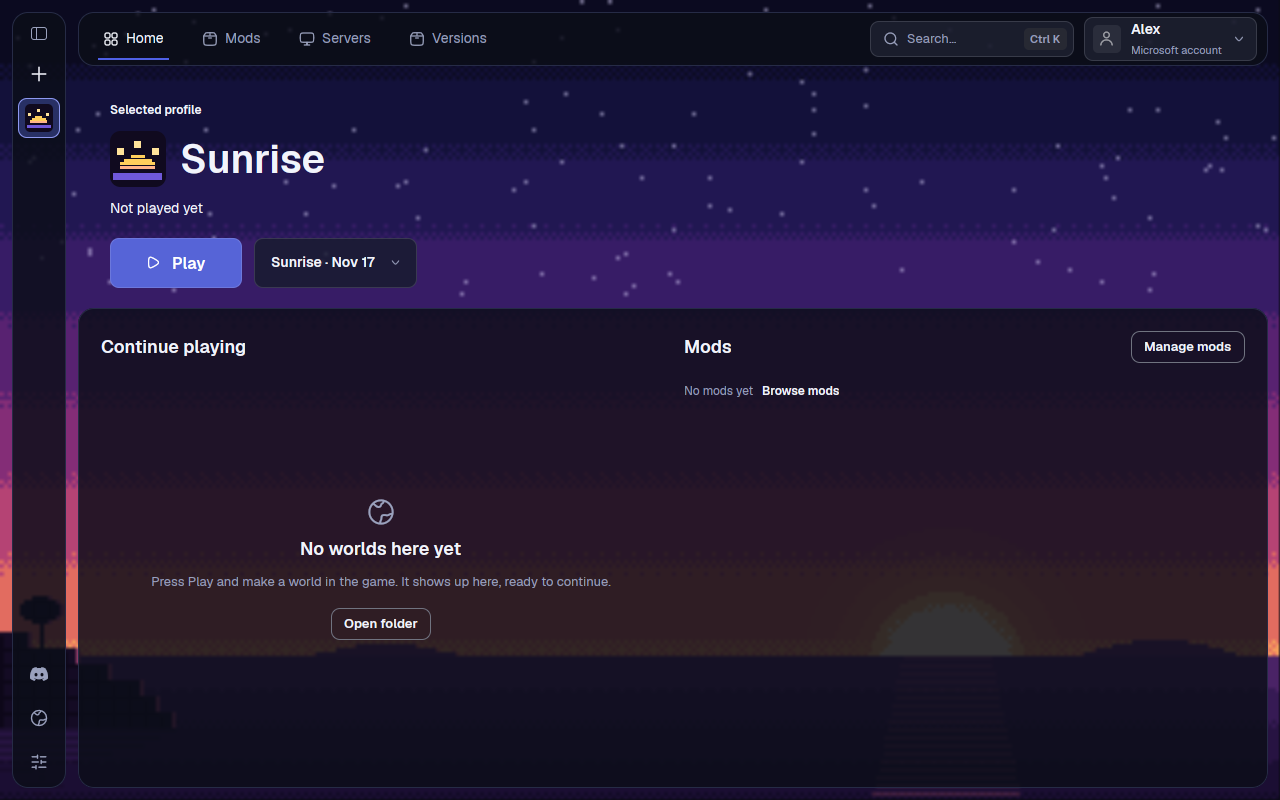 Home
Mods
Servers
Versions
Search...
Ctrl K
Alex
Microsoft account
Selected profile
Sunrise
Not played yet
Play
Sunrise · Nov 17
Continue playing
Mods
Manage mods
No mods yet Browse mods
No worlds here yet
Press Play and make a world in the game. It shows up here, ready to continue.
Open folder